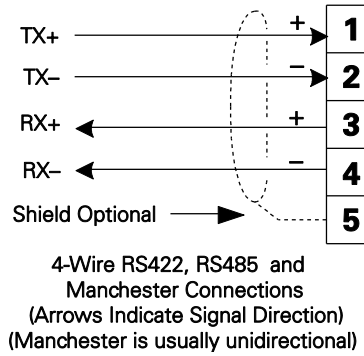 TX+ + 1
TX– – 2
RX+ + 3
RX– – 4
Shield Optional 5
4-Wire RS422, RS485 and
Manchester Connections
(Arrows Indicate Signal Direction)
(Manchester is usually unidirectional)